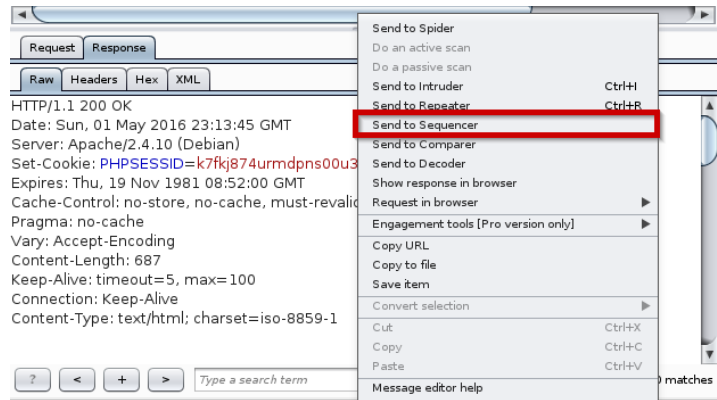 Request Response
Raw Headers Hex XML
HTTP/1.1 200 OK
Date: Sun, 01 May 2016 23:13:45 GMT
Server: Apache/2.4.10 (Debian)
Set-Cookie: PHPSESSID=k7fkj874urmdpns00u3
Expires: Thu, 19 Nov 1981 08:52:00 GMT
Cache-Control: no-store, no-cache, must-revalid
Pragma: no-cache
Vary: Accept-Encoding
Content-Length: 687
Keep-Alive: timeout=5, max=100
Connection: Keep-Alive
Content-Type: text/html; charset=iso-8859-1
? < + > Type a search term
matches
Send to Spider
Do an active scan
Do a passive scan
Send to Intruder Ctrl+I
Send to Repeater Ctrl+R
Send to Sequencer
Send to Comparer
Send to Decoder
Show response in browser
Request in browser
Engagement tools [Pro version only]
Copy URL
Copy to file
Save item
Convert selection
Cut Ctrl+X
Copy Ctrl+C
Paste Ctrl+V
Message editor help